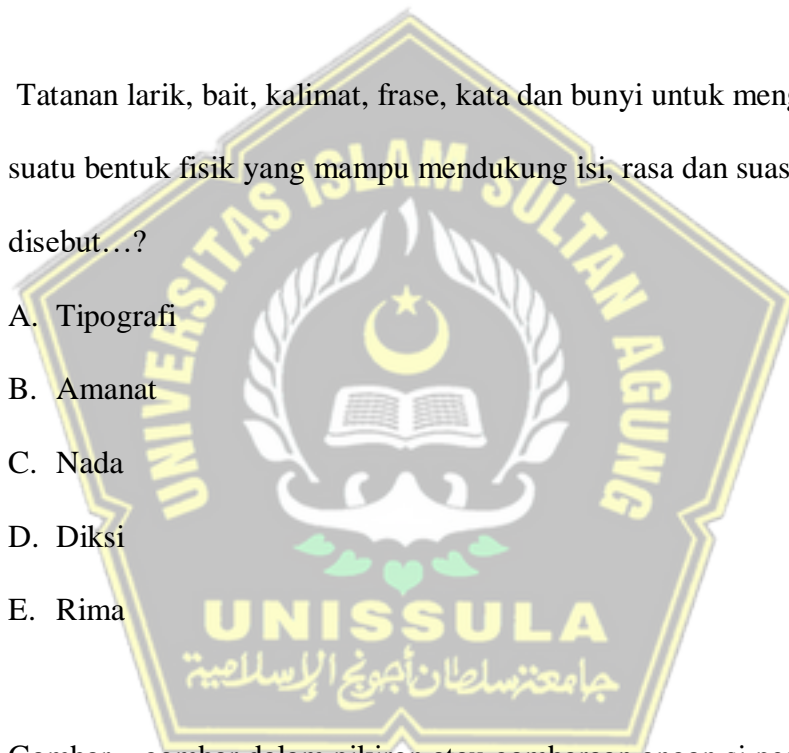 Tatanan larik, bait, kalimat, frase, kata dan bunyi untuk meng
suatu bentuk fisik yang mampu mendukung isi, rasa dan suas
disebut…?
A. Tipografi
B. Amanat
C. Nada
D. Diksi
E. Rima
UNIVERSITAS ISLAM SULTAN AGUNG
UNISSULA
جامعة سلطان أجونج الإسلامية